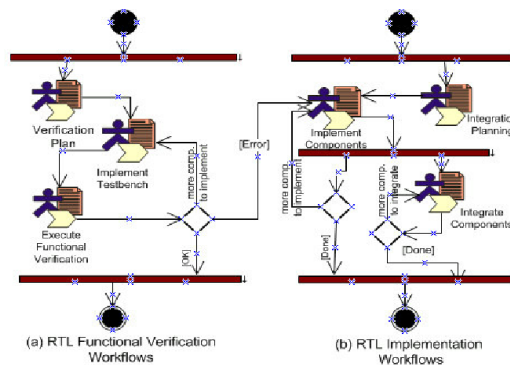 Verification
Plan
Implement
Testbench
Execute
Functional
Verification
more comp.
to implement
[OK]
[Error]
Implement
Components
Integration
Planning
more comp.
to implement
more comp.
to integrate
Integrate
Components
[Done]
[Done]
(a) RTL Functional Verification
Workflows
(b) RTL Implementation
Workflows